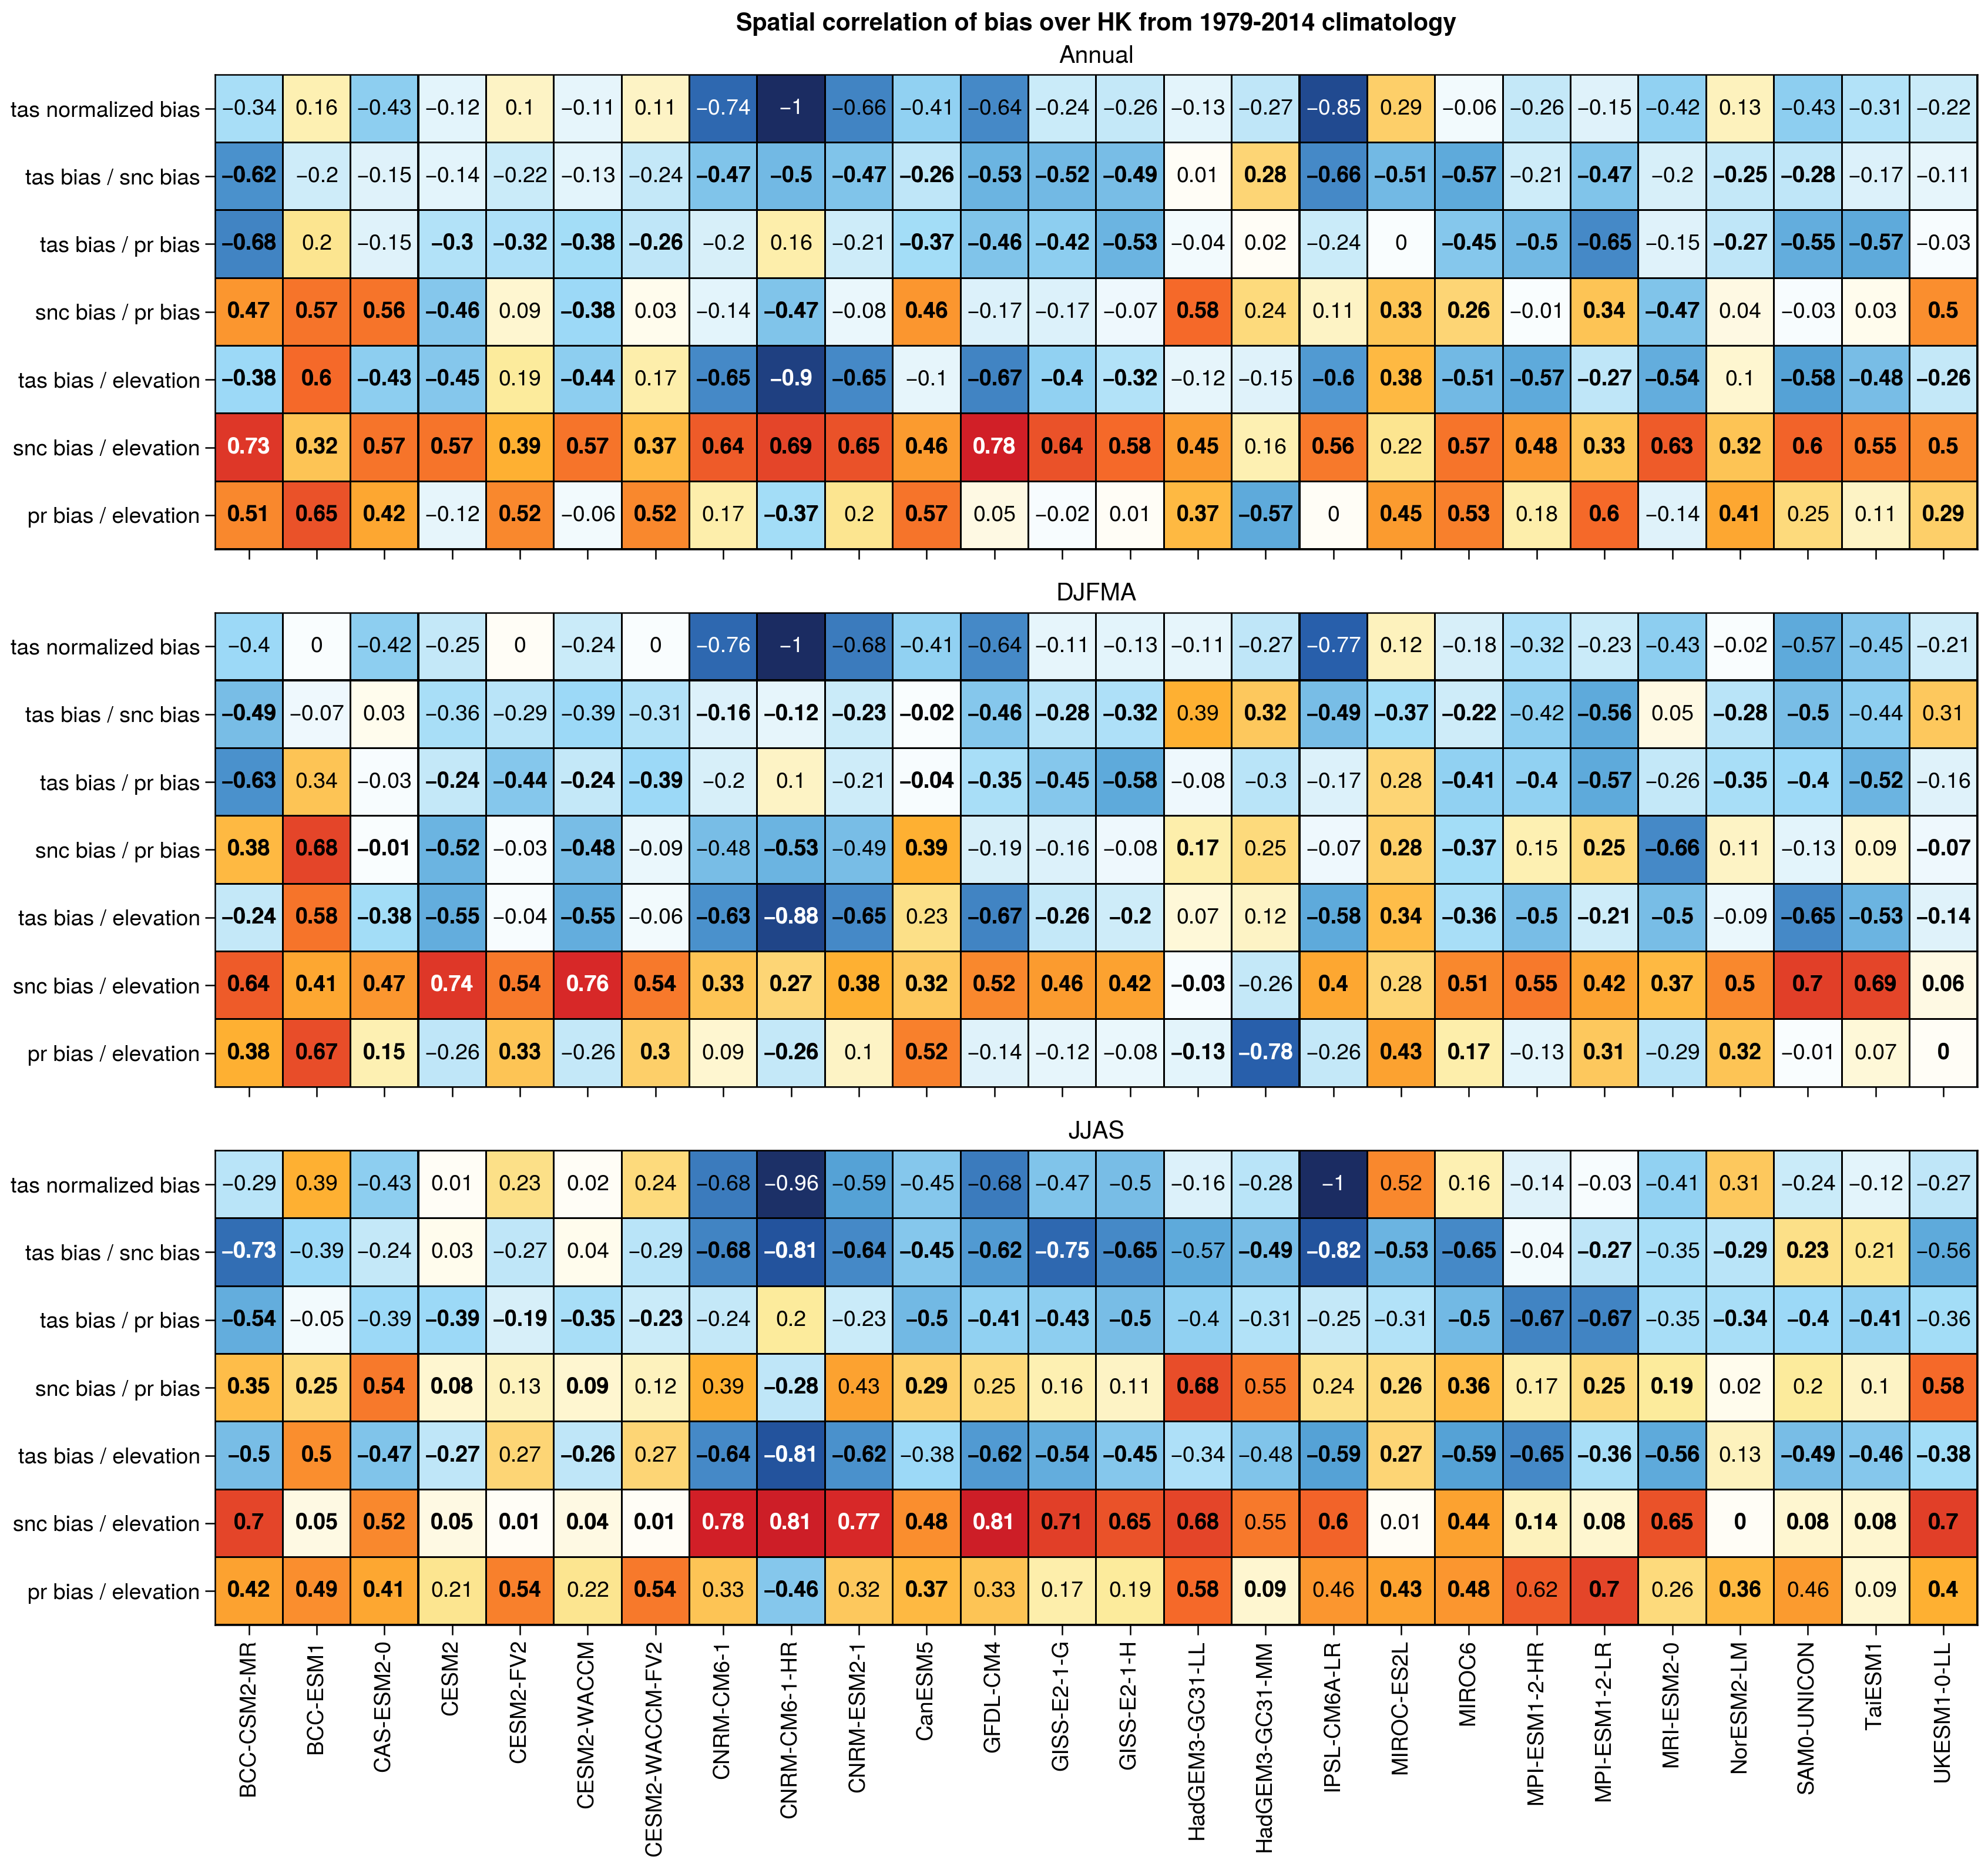 Spatial correlation of bias over HK from 1979-2014 climatology
Annual
tas normalized bias −0.34 0.16 −0.43 −0.12 0.1 −0.11 0.11 −0.74 −1 −0.66 −0.41 −0.64 −0.24 −0.26 −0.13 −0.27 −0.85 0.29 −0.06 −0.26 −0.15 −0.42 0.13 −0.43 −0.31 −0.22
tas bias / snc bias −0.62 −0.2 −0.15 −0.14 −0.22 −0.13 −0.24 −0.47 −0.5 −0.47 −0.26 −0.53 −0.52 −0.49 0.01 0.28 −0.66 −0.51 −0.57 −0.21 −0.47 −0.2 −0.25 −0.28 −0.17 −0.11
tas bias / pr bias −0.68 0.2 −0.15 −0.3 −0.32 −0.38 −0.26 −0.2 0.16 −0.21 −0.37 −0.46 −0.42 −0.53 −0.04 0.02 −0.24 0 −0.45 −0.5 −0.65 −0.15 −0.27 −0.55 −0.57 −0.03
snc bias / pr bias 0.47 0.57 0.56 −0.46 0.09 −0.38 0.03 −0.14 −0.47 −0.08 0.46 −0.17 −0.17 −0.07 0.58 0.24 0.11 0.33 0.26 −0.01 0.34 −0.47 0.04 −0.03 0.03 0.5
tas bias / elevation −0.38 0.6 −0.43 −0.45 0.19 −0.44 0.17 −0.65 −0.9 −0.65 −0.1 −0.67 −0.4 −0.32 −0.12 −0.15 −0.6 0.38 −0.51 −0.57 −0.27 −0.54 0.1 −0.58 −0.48 −0.26
snc bias / elevation 0.73 0.32 0.57 0.57 0.39 0.57 0.37 0.64 0.69 0.65 0.46 0.78 0.64 0.58 0.45 0.16 0.56 0.22 0.57 0.48 0.33 0.63 0.32 0.6 0.55 0.5
pr bias / elevation 0.51 0.65 0.42 −0.12 0.52 −0.06 0.52 0.17 −0.37 0.2 0.57 0.05 −0.02 0.01 0.37 −0.57 0 0.45 0.53 0.18 0.6 −0.14 0.41 0.25 0.11 0.29
DJFMA
tas normalized bias −0.4 0 −0.42 −0.25 0 −0.24 0 −0.76 −1 −0.68 −0.41 −0.64 −0.11 −0.13 −0.11 −0.27 −0.77 0.12 −0.18 −0.32 −0.23 −0.43 −0.02 −0.57 −0.45 −0.21
tas bias / snc bias −0.49 −0.07 0.03 −0.36 −0.29 −0.39 −0.31 −0.16 −0.12 −0.23 −0.02 −0.46 −0.28 −0.32 0.39 0.32 −0.49 −0.37 −0.22 −0.42 −0.56 0.05 −0.28 −0.5 −0.44 0.31
tas bias / pr bias −0.63 0.34 −0.03 −0.24 −0.44 −0.24 −0.39 −0.2 0.1 −0.21 −0.04 −0.35 −0.45 −0.58 −0.08 −0.3 −0.17 0.28 −0.41 −0.4 −0.57 −0.26 −0.35 −0.4 −0.52 −0.16
snc bias / pr bias 0.38 0.68 −0.01 −0.52 −0.03 −0.48 −0.09 −0.48 −0.53 −0.49 0.39 −0.19 −0.16 −0.08 0.17 0.25 −0.07 0.28 −0.37 0.15 0.25 −0.66 0.11 −0.13 0.09 −0.07
tas bias / elevation −0.24 0.58 −0.38 −0.55 −0.04 −0.55 −0.06 −0.63 −0.88 −0.65 0.23 −0.67 −0.26 −0.2 0.07 0.12 −0.58 0.34 −0.36 −0.5 −0.21 −0.5 −0.09 −0.65 −0.53 −0.14
snc bias / elevation 0.64 0.41 0.47 0.74 0.54 0.76 0.54 0.33 0.27 0.38 0.32 0.52 0.46 0.42 −0.03 −0.26 0.4 0.28 0.51 0.55 0.42 0.37 0.5 0.7 0.69 0.06
pr bias / elevation 0.38 0.67 0.15 −0.26 0.33 −0.26 0.3 0.09 −0.26 0.1 0.52 −0.14 −0.12 −0.08 −0.13 −0.78 −0.26 0.43 0.17 −0.13 0.31 −0.29 0.32 −0.01 0.07 0
JJAS
tas normalized bias −0.29 0.39 −0.43 0.01 0.23 0.02 0.24 −0.68 −0.96 −0.59 −0.45 −0.68 −0.47 −0.5 −0.16 −0.28 −1 0.52 0.16 −0.14 −0.03 −0.41 0.31 −0.24 −0.12 −0.27
tas bias / snc bias −0.73 −0.39 −0.24 0.03 −0.27 0.04 −0.29 −0.68 −0.81 −0.64 −0.45 −0.62 −0.75 −0.65 −0.57 −0.49 −0.82 −0.53 −0.65 −0.04 −0.27 −0.35 −0.29 0.23 0.21 −0.56
tas bias / pr bias −0.54 −0.05 −0.39 −0.39 −0.19 −0.35 −0.23 −0.24 0.2 −0.23 −0.5 −0.41 −0.43 −0.5 −0.4 −0.31 −0.25 −0.31 −0.5 −0.67 −0.67 −0.35 −0.34 −0.4 −0.41 −0.36
snc bias / pr bias 0.35 0.25 0.54 0.08 0.13 0.09 0.12 0.39 −0.28 0.43 0.29 0.25 0.16 0.11 0.68 0.55 0.24 0.26 0.36 0.17 0.25 0.19 0.02 0.2 0.1 0.58
tas bias / elevation −0.5 0.5 −0.47 −0.27 0.27 −0.26 0.27 −0.64 −0.81 −0.62 −0.38 −0.62 −0.54 −0.45 −0.34 −0.48 −0.59 0.27 −0.59 −0.65 −0.36 −0.56 0.13 −0.49 −0.46 −0.38
snc bias / elevation 0.7 0.05 0.52 0.05 0.01 0.04 0.01 0.78 0.81 0.77 0.48 0.81 0.71 0.65 0.68 0.55 0.6 0.01 0.44 0.14 0.08 0.65 0 0.08 0.08 0.7
pr bias / elevation 0.42 0.49 0.41 0.21 0.54 0.22 0.54 0.33 −0.46 0.32 0.37 0.33 0.17 0.19 0.58 0.09 0.46 0.43 0.48 0.62 0.7 0.26 0.36 0.46 0.09 0.4
BCC-CSM2-MR
BCC-ESM1
CAS-ESM2-0
CESM2
CESM2-FV2
CESM2-WACCM
CESM2-WACCM-FV2
CNRM-CM6-1
CNRM-CM6-1-HR
CNRM-ESM2-1
CanESM5
GFDL-CM4
GISS-E2-1-G
GISS-E2-1-H
HadGEM3-GC31-LL
HadGEM3-GC31-MM
IPSL-CM6A-LR
MIROC-ES2L
MIROC6
MPI-ESM1-2-HR
MPI-ESM1-2-LR
MRI-ESM2-0
NorESM2-LM
SAM0-UNICON
TaiESM1
UKESM1-0-LL